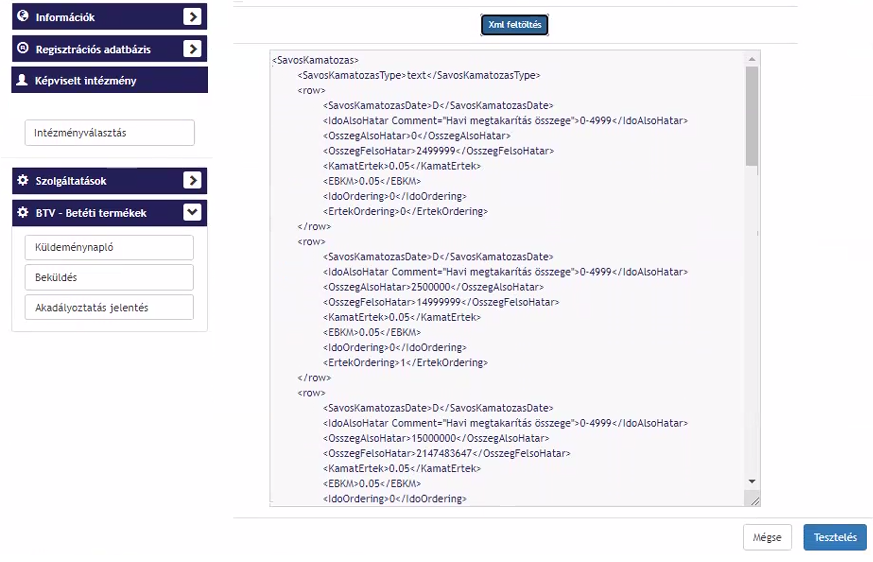 Információk
Regisztrációs adatbázis
Képviselt intézmény
Intézményválasztás
Szolgáltatások
BTV - Betéti termékek
Küldeménynapló
Beküldés
Akadályoztatás jelentés
Xml feltöltés
<SavosKamatozas>
<SavosKamatozasType>text</SavosKamatozasType>
<row>
<SavosKamatozasDate>D</SavosKamatozasDate>
<IdoAlsoHatar Comment="Havi megtakarítás összege">0-4999</IdoAlsoHatar>
<OsszegAlsoHatar>0</OsszegAlsoHatar>
<OsszegFelsoHatar>2499999</OsszegFelsoHatar>
<KamatErtek>0.05</KamatErtek>
<EBKM>0.05</EBKM>
<IdoOrdering>0</IdoOrdering>
<ErtekOrdering>0</ErtekOrdering>
</row>
<row>
<SavosKamatozasDate>D</SavosKamatozasDate>
<IdoAlsoHatar Comment="Havi megtakarítás összege">0-4999</IdoAlsoHatar>
<OsszegAlsoHatar>2500000</OsszegAlsoHatar>
<OsszegFelsoHatar>14999999</OsszegFelsoHatar>
<KamatErtek>0.05</KamatErtek>
<EBKM>0.05</EBKM>
<IdoOrdering>0</IdoOrdering>
<ErtekOrdering>1</ErtekOrdering>
</row>
<row>
<SavosKamatozasDate>D</SavosKamatozasDate>
<IdoAlsoHatar Comment="Havi megtakarítás összege">0-4999</IdoAlsoHatar>
<OsszegAlsoHatar>15000000</OsszegAlsoHatar>
<OsszegFelsoHatar>2147483647</OsszegFelsoHatar>
<KamatErtek>0.05</KamatErtek>
<EBKM>0.05</EBKM>
<IdoOrdering>0</IdoOrdering>
Mégse
Tesztelés